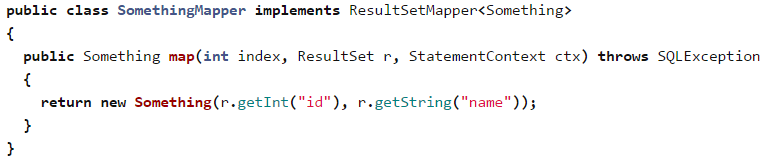 public class SomethingMapper implements ResultSetMapper<Something>
{
  public Something map(int index, ResultSet r, StatementContext ctx) throws SQLException
  {
    return new Something(r.getInt("id"), r.getString("name"));
  }
}